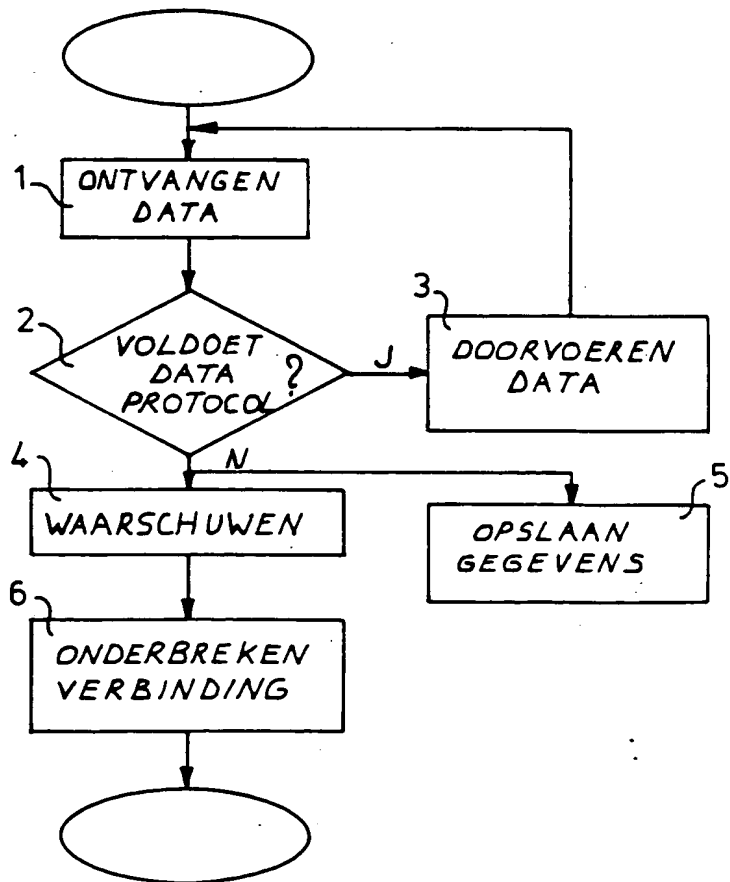 1
ONTVANGEN
DATA
2
VOLDOET
DATA
PROTOCOL
?
J
3
DOORVOEREN
DATA
N
4
WAARSCHUWEN
5
OPSLAAN
GEGEVENS
6
ONDERBREKEN
VERBINDING